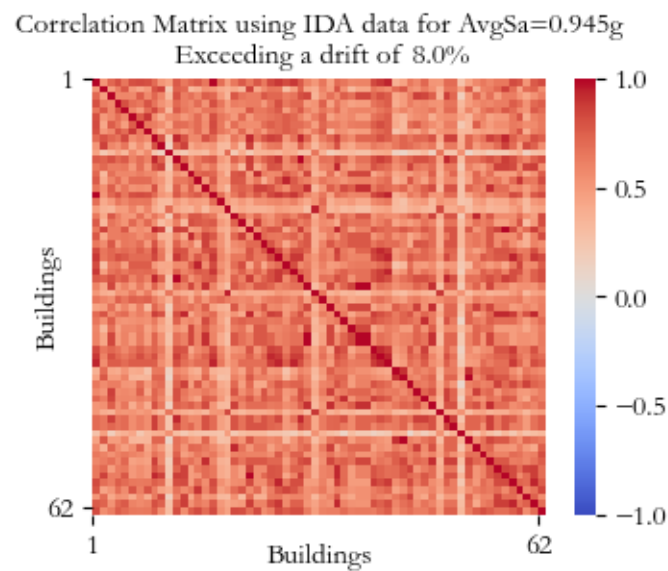 Correlation Matrix using IDA data for AvgSa=0.945g
Exceeding a drift of 8.0%
1
62
Buildings
1
62
Buildings
1.0
0.5
0.0
−0.5
−1.0